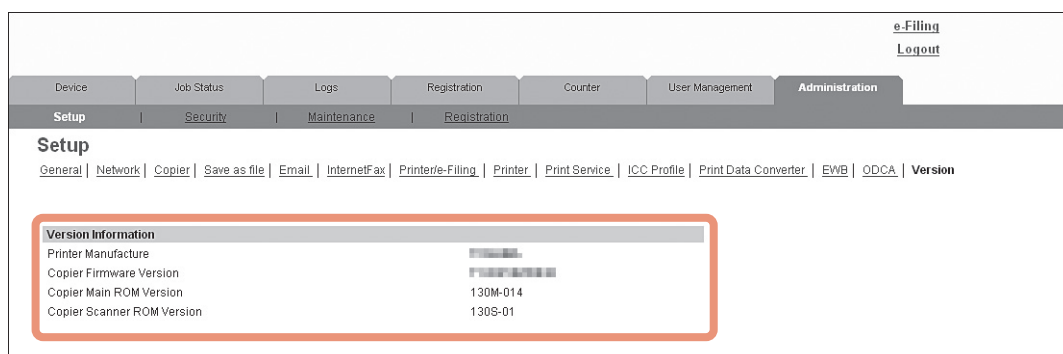 e-Filing
Logout
Device Job Status Logs Registration Counter User Management Administration
Setup | Security | Maintenance | Registration
Setup
General | Network | Copier | Save as file | Email | InternetFax | Printer/e-Filing | Printer | Print Service | ICC Profile | Print Data Converter | EWB | ODCA | Version
Version Information
Printer Manufacture
Copier Firmware Version
Copier Main ROM Version 130M-014
Copier Scanner ROM Version 130S-01